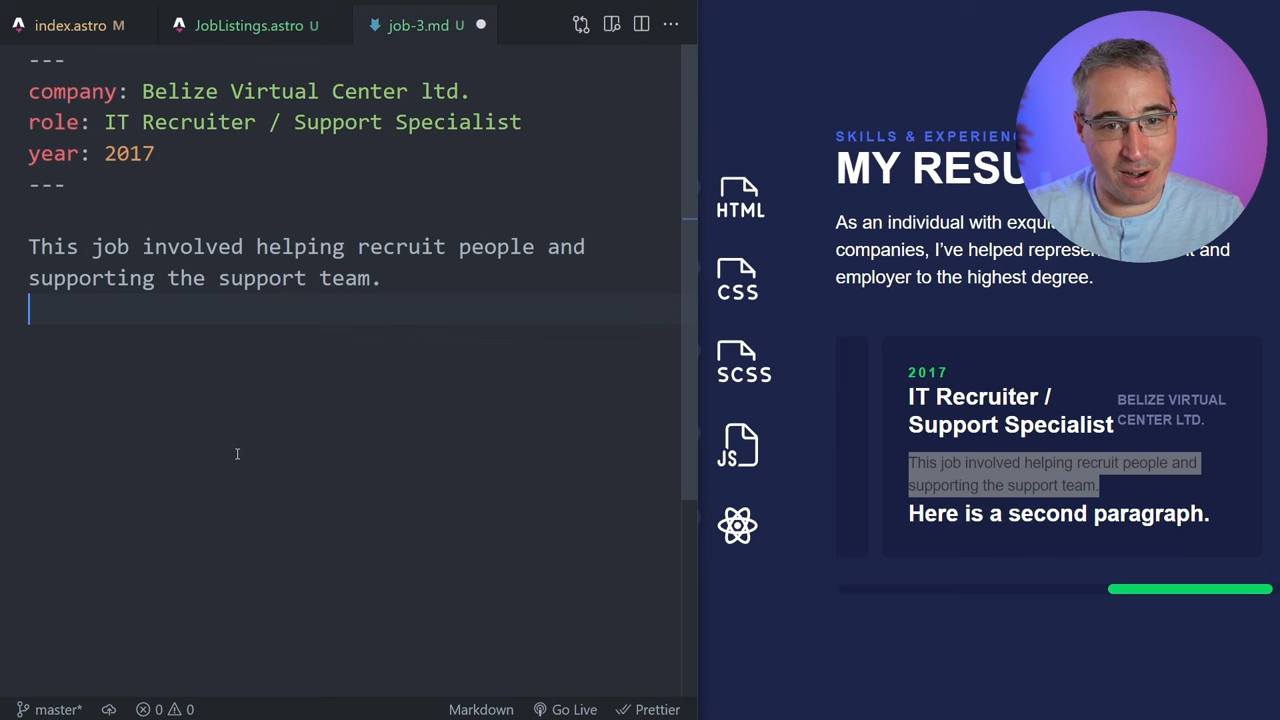 index.astro M
JobListings.astro U
job-3.md U
---
company: Belize Virtual Center ltd.
role: IT Recruiter / Support Specialist
year: 2017
---
This job involved helping recruit people and
supporting the support team.
master*
0
0
Markdown
Go Live
Prettier
HTML
CSS
SCSS
JS
SKILLS & EXPERIENC
MY RESU
As an individual with exqui
companies, I've helped represen t and
employer to the highest degree.
2017
IT Recruiter /
Support Specialist
BELIZE VIRTUAL
CENTER LTD.
This job involved helping recruit people and
supporting the support team.
Here is a second paragraph.